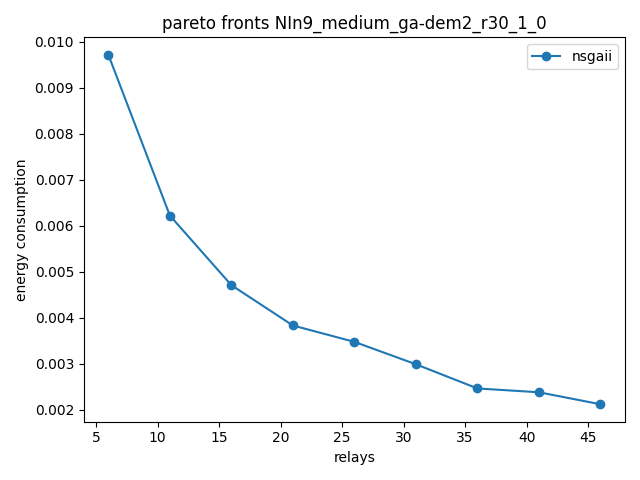 pareto fronts NIn9_medium_ga-dem2_r30_1_0
nsgaii
0.010
0.009
0.008
0.007
0.006
0.005
0.004
0.003
0.002
energy consumption
5 10 15 20 25 30 35 40 45
relays